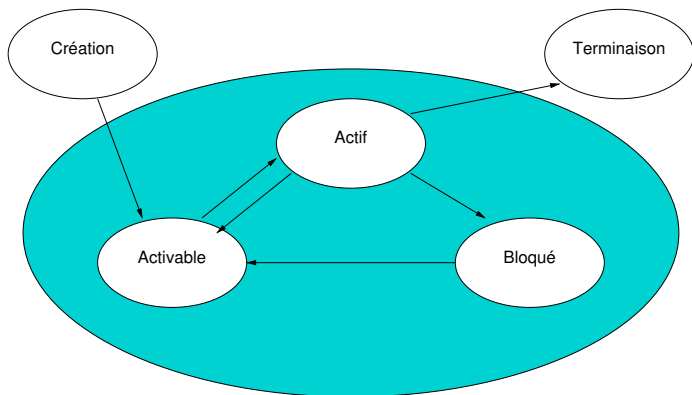 Création
Terminaison
Actif
Activable
Bloqué